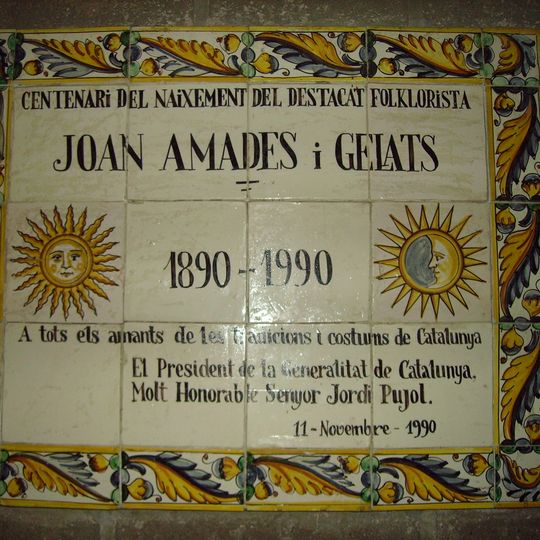 CENTENARi DEL NAiXEMENT DEL DESTACAT FOLKLORISTA
JOAN AMADES i GELATS
1890-1990
A tots els amants de les tradicions i costums de Catalunya
El President de la Generalitat de Catalunya.
Molt Honorable Senyor Jordi Pujol.
11-Novembre-1990